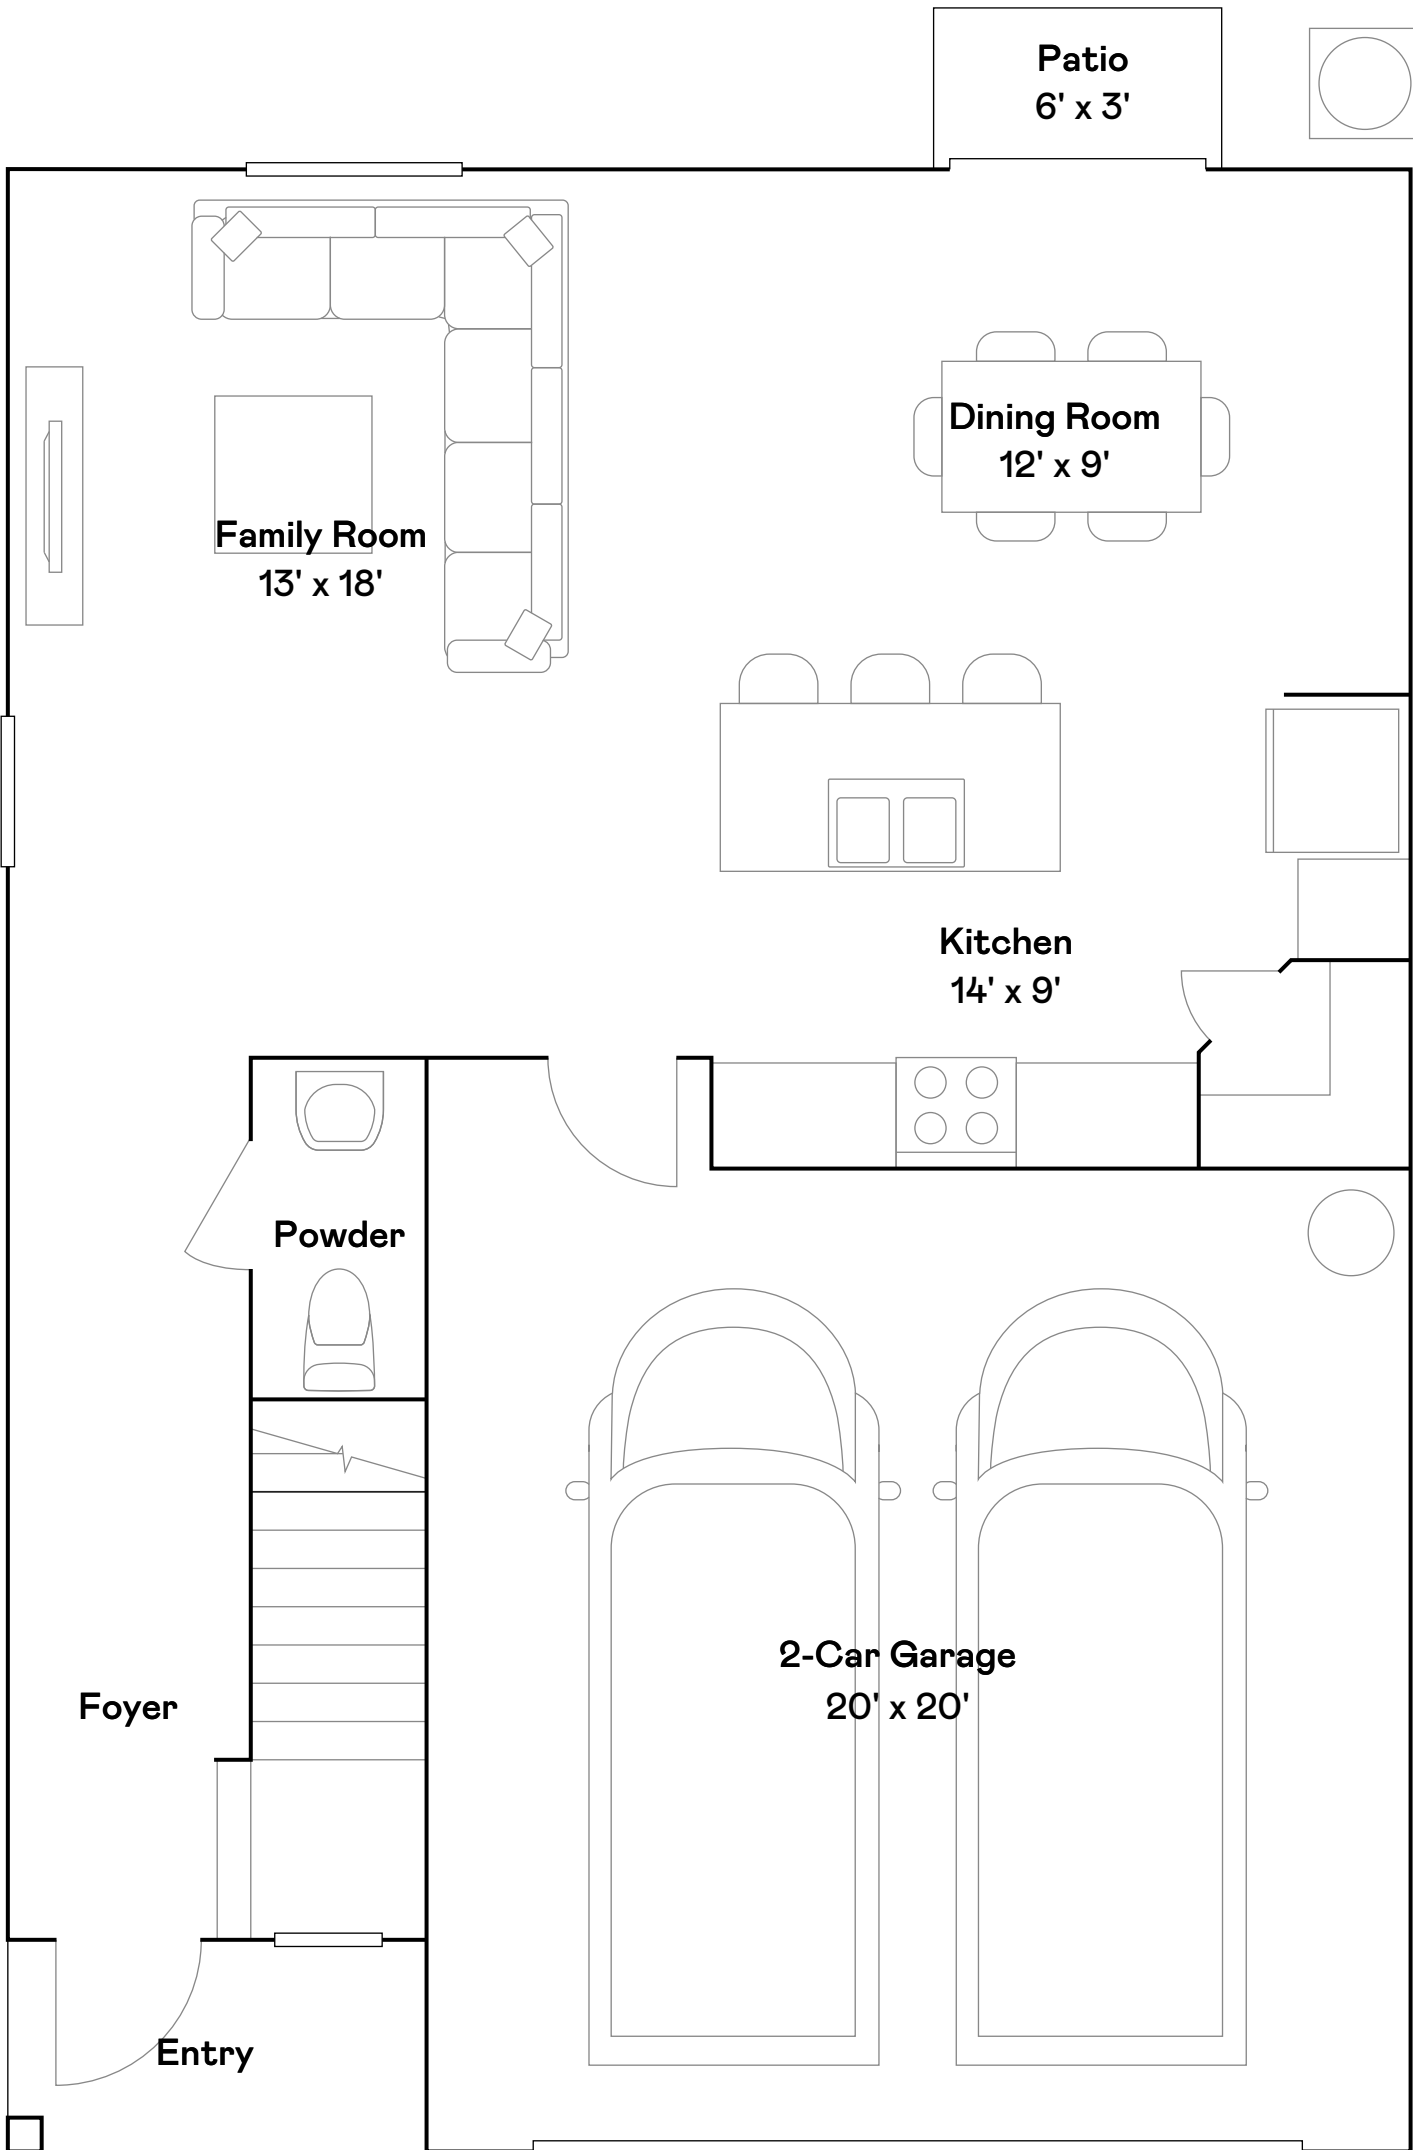 Patio
6' x 3'
Dining Room
12' x 9'
Family Room
13' x 18'
Kitchen
14' x 9'
Powder
2-Car Garage
20' x 20'
Foyer
Entry